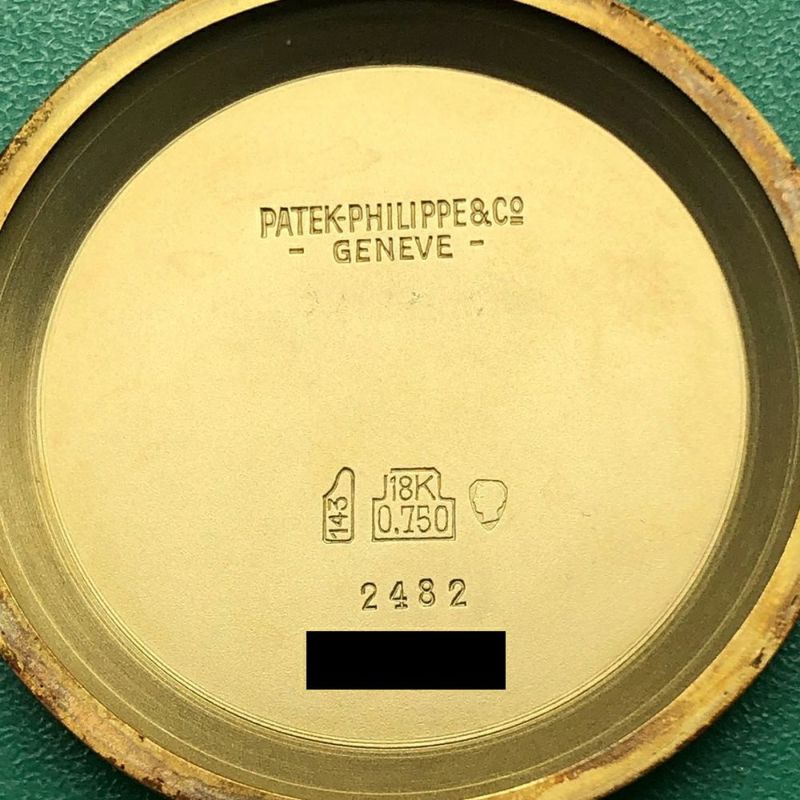 PATEK-PHILIPPE&Cº
- GENEVE -
143
18K
0,750
2482